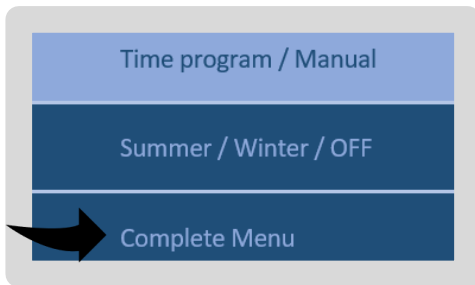 Time program / Manual
Summer / Winter / OFF
Complete Menu